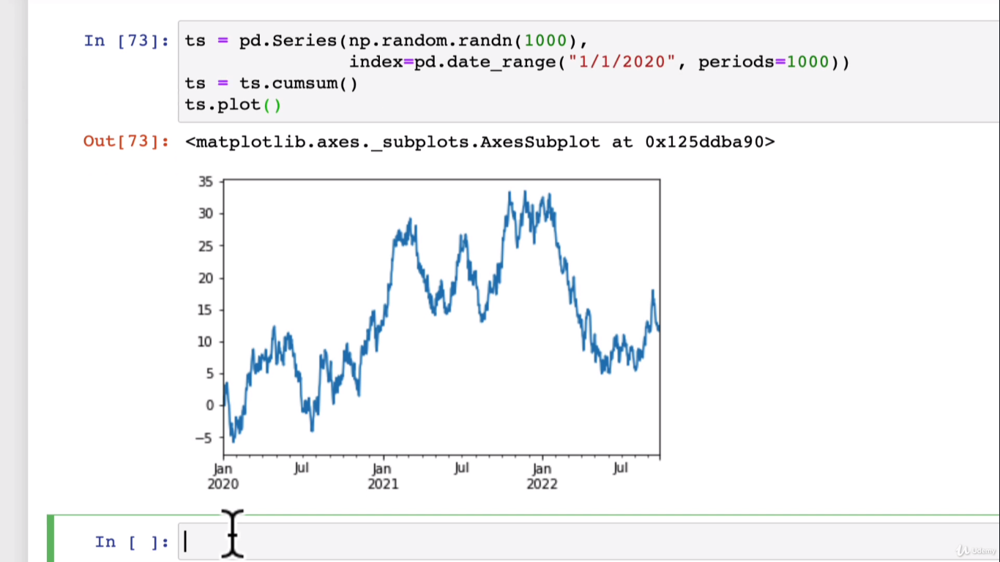 In [73]: ts = pd.Series(np.random.randn(1000),
index=pd.date_range("1/1/2020", periods=1000))
ts = ts.cumsum()
ts.plot()
Out[73]: <matplotlib.axes._subplots.AxesSubplot at 0x125ddba90>
35
30
25
20
15
10
5
0
−5
Jan Jul Jan Jul Jan Jul
2020 2021 2022
In [ ]:
Udemy